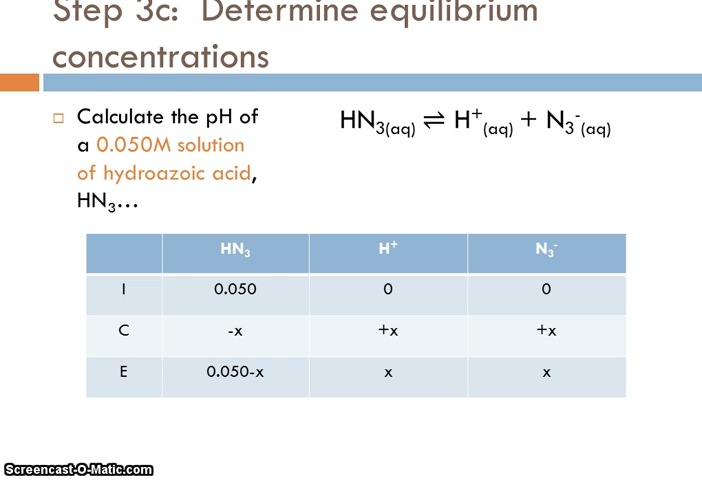 Step 3c: Determine equilibrium
concentrations
Calculate the pH of
a 0.050M solution
of hydroazoic acid,
HN₃...
HN₃(aq) ⇌ H⁺(aq) + N₃⁻(aq)
HN₃ H⁺ N₃⁻
I 0.050 0 0
C -x +x +x
E 0.050-x x x
Screencast-O-Matic.com